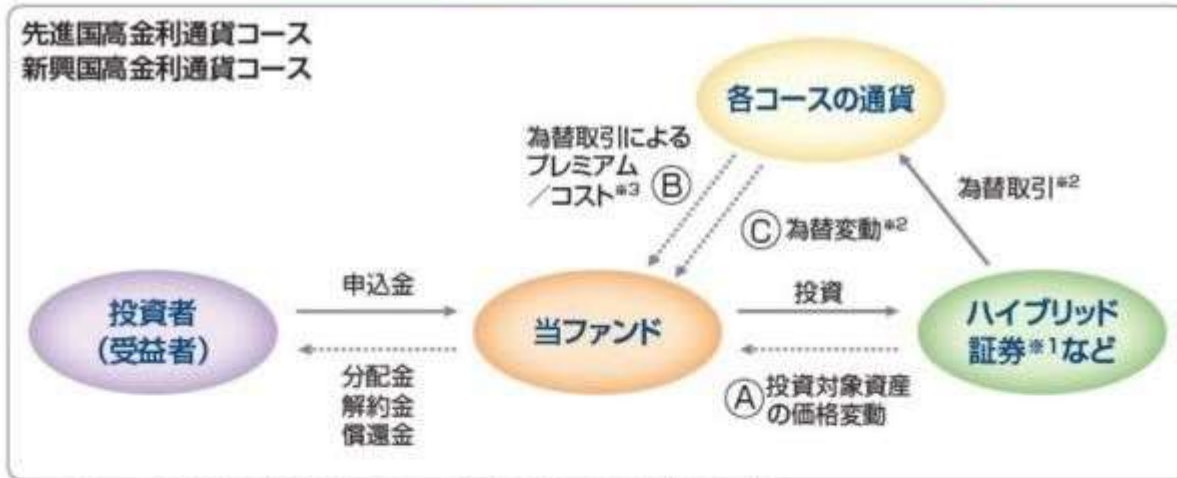 先進国高金利通貨コース
新興国高金利通貨コース
各コースの通貨
為替取引による
プレミアム
／コスト※3
Ⓑ
為替取引※2
Ⓒ為替変動※2
投資者
(受益者)
申込金
当ファンド
投資
ハイブリッド
証券※1など
分配金
解約金
償還金
Ⓐ投資対象資産
の価格変動